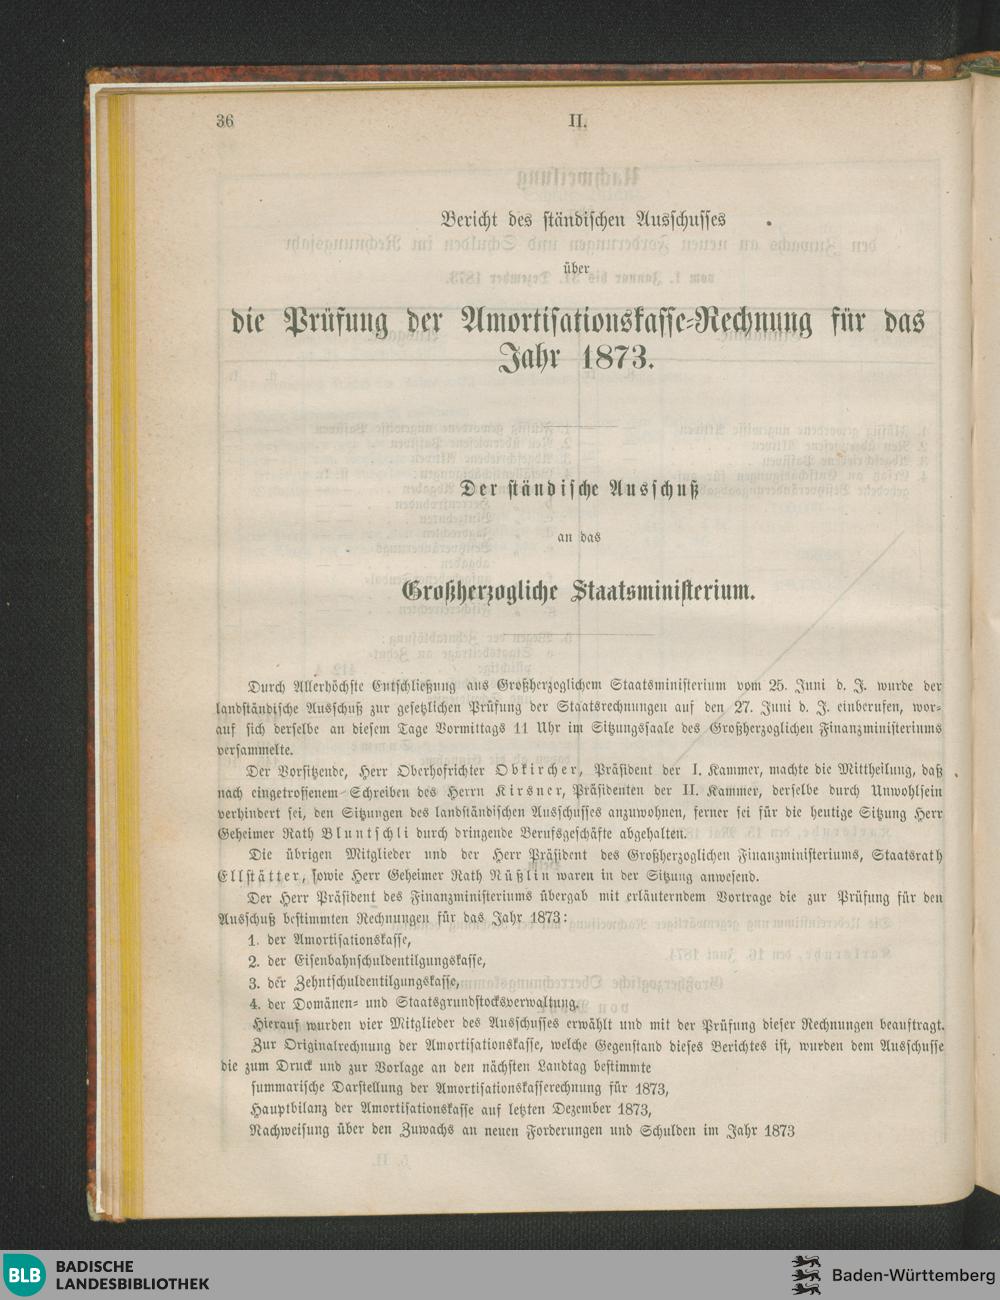 36
II.
Bericht des ständischen Ausschusses
über
die Prüfung der Amortisationskasse-Rechnung für das
Jahr 1873.
Der ständische Ausschuß
an das
Großherzogliche Staatsministerium.
Durch Allerhöchste Entschließung aus Großherzoglichem Staatsministerium vom 25. Juni d. J. wurde der
landständische Ausschuß zur gesetzlichen Prüfung der Staatsrechnungen auf den 27. Juni d. J. einberufen, wor-
auf sich derselbe an diesem Tage Vormittags 11 Uhr im Sitzungssaale des Großherzoglichen Finanzministeriums
versammelte.
Der Vorsitzende, Herr Oberhofrichter Obkircher, Präsident der I. Kammer, machte die Mittheilung, daß
nach eingetroffenem Schreiben des Herrn Kirsner, Präsidenten der II. Kammer, derselbe durch Unwohlsein
verhindert sei, den Sitzungen des landständischen Ausschusses anzuwohnen, ferner sei für die heutige Sitzung Herr
Geheimer Rath Bluntschli durch dringende Berufsgeschäfte abgehalten.
Die übrigen Mitglieder und der Herr Präsident des Großherzoglichen Finanzministeriums, Staatsrath
Ellstätter, sowie Herr Geheimer Rath Nüßlin waren in der Sitzung anwesend.
Der Herr Präsident des Finanzministeriums übergab mit erläuterndem Vortrage die zur Prüfung für den
Ausschuß bestimmten Rechnungen für das Jahr 1873:
1. der Amortisationskasse,
2. der Eisenbahnschuldentilgungskasse,
3. der Zehntschuldentilgungskasse,
4. der Domänen- und Staatsgrundstocksverwaltung.
Hierauf wurden vier Mitglieder des Ausschusses erwählt und mit der Prüfung dieser Rechnungen beauftragt.
Zur Originalrechnung der Amortisationskasse, welche Gegenstand dieses Berichtes ist, wurden dem Ausschusse
die zum Druck und zur Vorlage an den nächsten Landtag bestimmte
summarische Darstellung der Amortisationskasserechnung für 1873,
Hauptbilanz der Amortisationskasse auf letzten Dezember 1873,
Nachweisung über den Zuwachs an neuen Forderungen und Schulden im Jahr 1873
BLB BADISCHE
LANDESBIBLIOTHEK
Baden-Württemberg